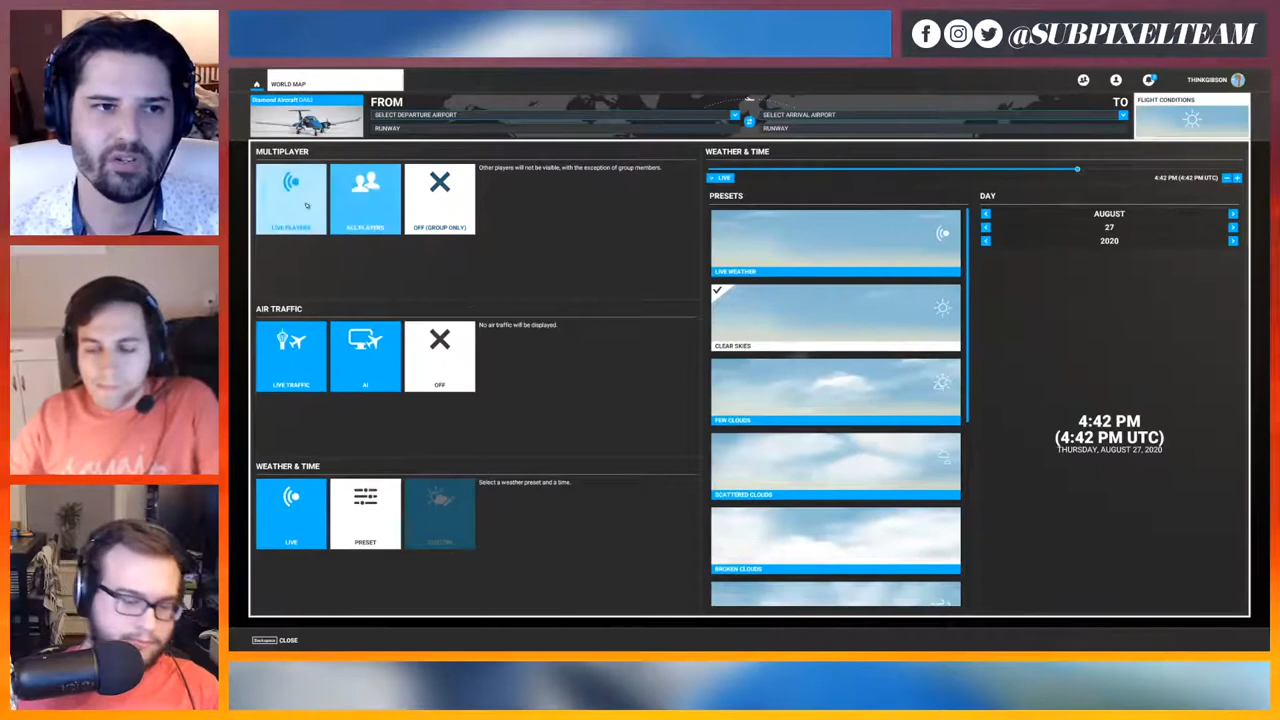 @SUBPIXELTEAM
WORLD MAP
THINKGIBSON
Diamond Aircraft DA62
FROM
SELECT DEPARTURE AIRPORT
RUNWAY
TO
SELECT ARRIVAL AIRPORT
RUNWAY
FLIGHT CONDITIONS
MULTIPLAYER
LIVE PLAYERS
ALL PLAYERS
OFF (GROUP ONLY)
Other players will not be visible, with the exception of group members.
AIR TRAFFIC
LIVE TRAFFIC
AI
OFF
No air traffic will be displayed.
WEATHER & TIME
LIVE
PRESET
CUSTOM
Select a weather preset and a time.
WEATHER & TIME
LIVE
4:42 PM (4:42 PM UTC)
PRESETS
LIVE WEATHER
CLEAR SKIES
FEW CLOUDS
SCATTERED CLOUDS
BROKEN CLOUDS
DAY
AUGUST
27
2020
4:42 PM
(4:42 PM UTC)
THURSDAY, AUGUST 27, 2020
Backspace CLOSE